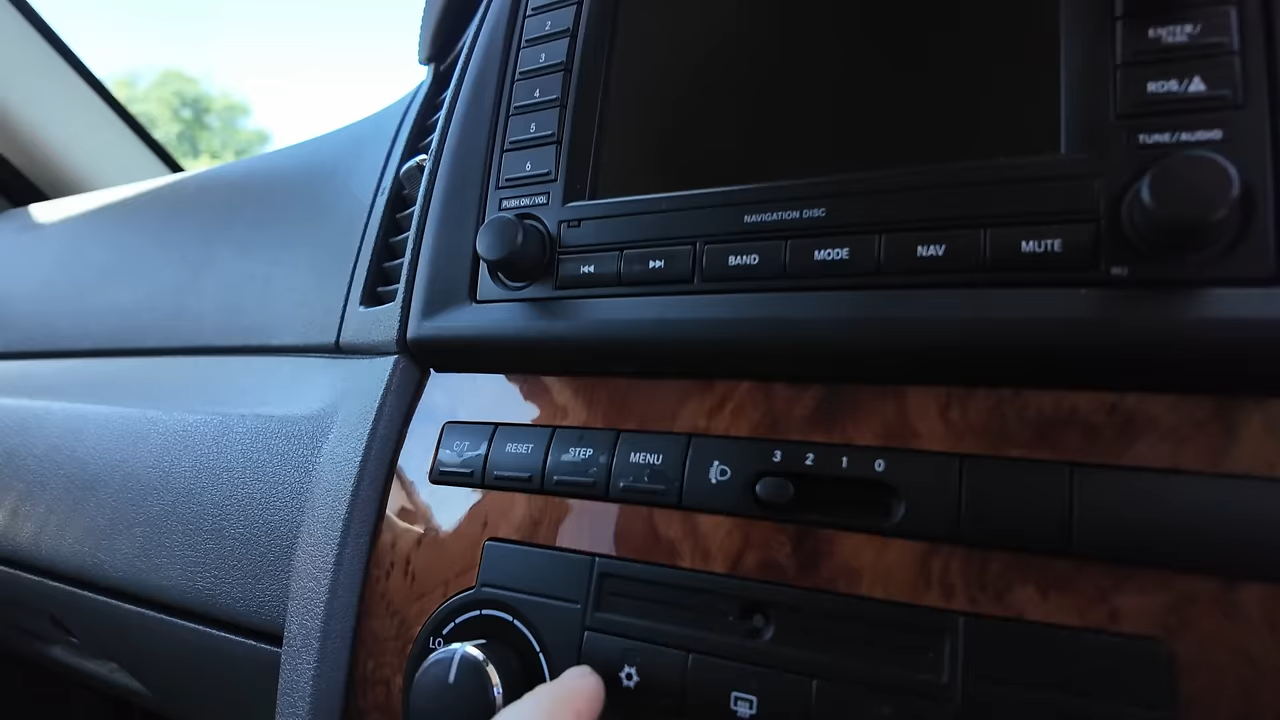 2
3
4
5
6
PUSH ON/VOL
NAVIGATION DISC
BAND
MODE
NAV
MUTE
ENTER/
RDS/
TUNE/AUDIO
C/T
RESET
STEP
MENU
3 2 1 0
LO